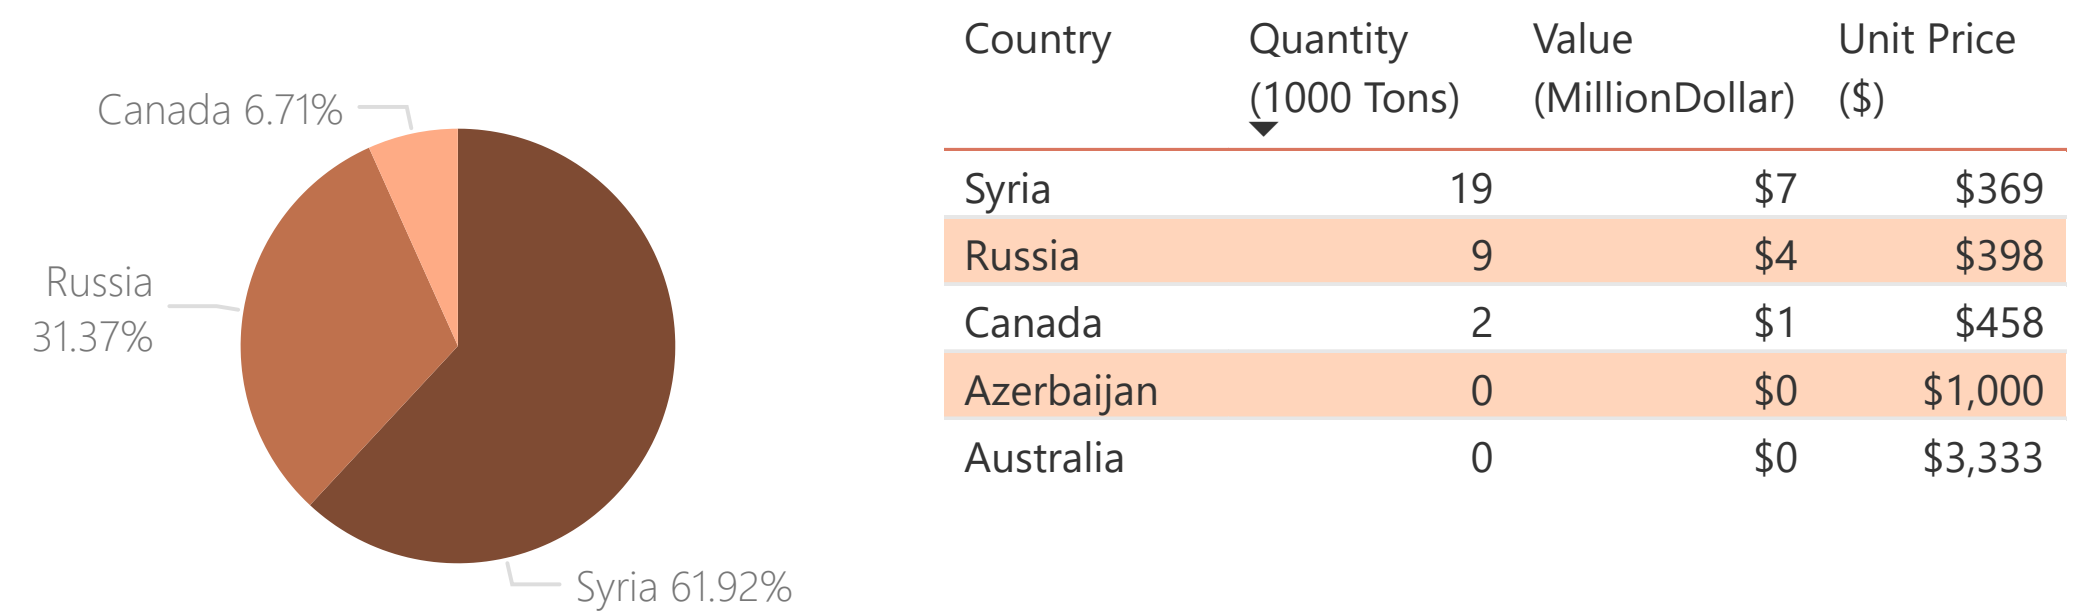 Canada 6.71%
Russia
31.37%
Syria 61.92%
Country Quantity Value Unit Price
(1000 Tons) (MillionDollar) ($)
Syria 19 $7 $369
Russia 9 $4 $398
Canada 2 $1 $458
Azerbaijan 0 $0 $1,000
Australia 0 $0 $3,333